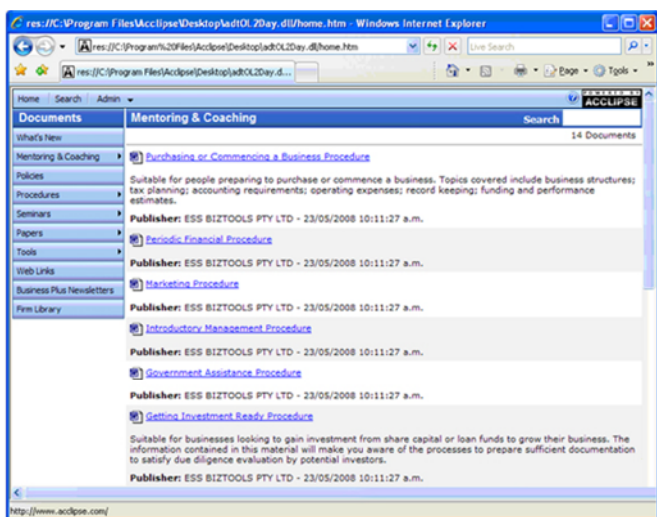 res://C:\Program Files\Acclipse\Desktop\adtOL2Day.dll/home.htm - Windows Internet Explorer
res://C:\Program%20Files\Acclipse\Desktop\adtOL2Day.dll/home.htm
Live Search
res://C:\Program Files\Acclipse\Desktop\adtOL2Day.d...
Page
Tools
Home Search Admin
POWERED BY
ACCLIPSE
Documents
Mentoring & Coaching
Search
What's New
14 Documents
Mentoring & Coaching
Policies
Procedures
Seminars
Papers
Tools
Web Links
Business Plus Newsletters
Firm Library
Purchasing or Commencing a Business Procedure
Suitable for people preparing to purchase or commence a business. Topics covered include business structures;
tax planning; accounting requirements; operating expenses; record keeping; funding and performance
estimates.
Publisher: ESS BIZTOOLS PTY LTD - 23/05/2008 10:11:27 a.m.
Periodic Financial Procedure
Publisher: ESS BIZTOOLS PTY LTD - 23/05/2008 10:11:27 a.m.
Marketing Procedure
Publisher: ESS BIZTOOLS PTY LTD - 23/05/2008 10:11:27 a.m.
Introductory Management Procedure
Publisher: ESS BIZTOOLS PTY LTD - 23/05/2008 10:11:27 a.m.
Government Assistance Procedure
Publisher: ESS BIZTOOLS PTY LTD - 23/05/2008 10:11:27 a.m.
Getting Investment Ready Procedure
Suitable for businesses looking to gain investment from share capital or loan funds to grow their business. The
information contained in this material will make you aware of the processes to prepare sufficient documentation
to satisfy due diligence evaluation by potential investors.
Publisher: ESS BIZTOOLS PTY LTD - 23/05/2008 10:11:27 a.m.
http://www.acclipse.com/